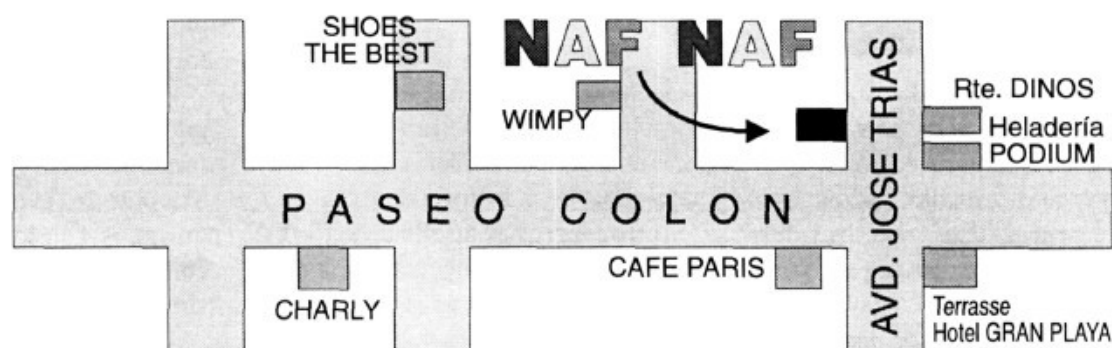 SHOES
THE BEST
NAF NAF
WIMPY
Rte. DINOS
Heladería
PODIUM
PASEO COLON
AVD. JOSE TRIAS
CHARLY
CAFE PARIS
Terrasse
Hotel GRAN PLAYA